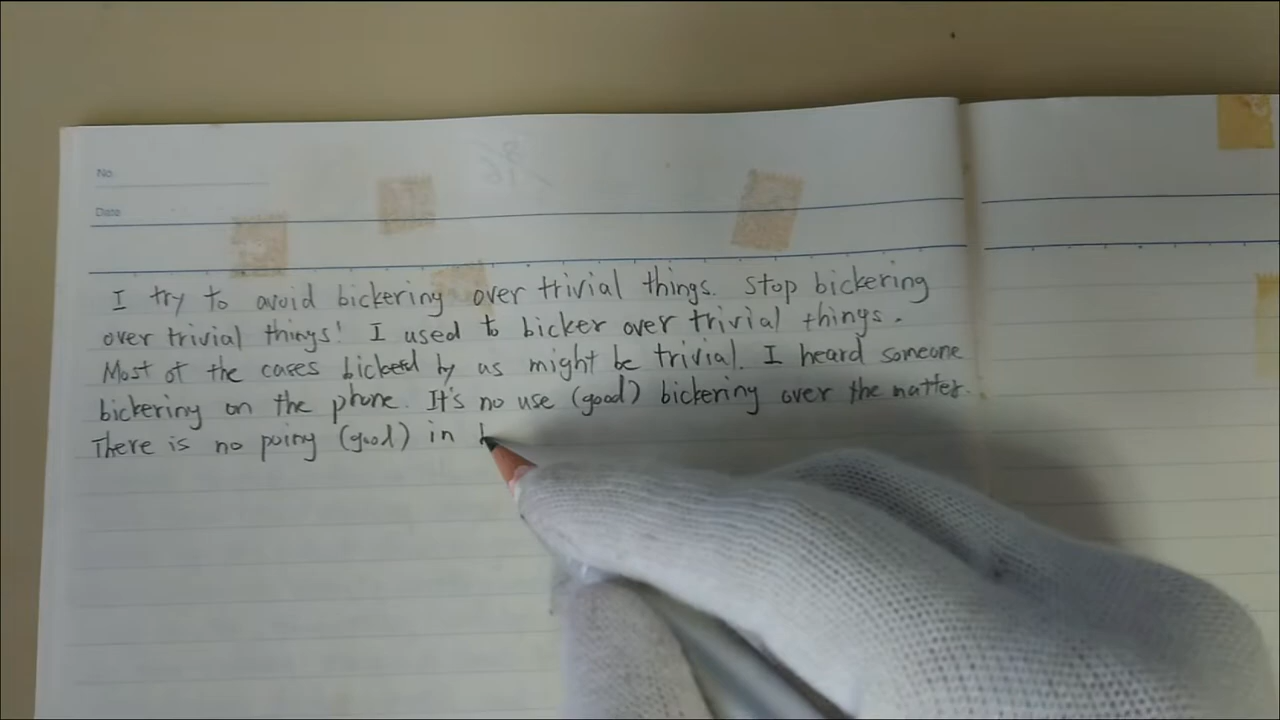 No.
Date
I try to avoid bickering over trivial things. Stop bickering
over trivial things! I used to bicker over trivial things.
Most of the cases bickered by us might be trivial. I heard someone
bickering on the phone. It's no use (good) bickering over the matter.
There is no poing (good) in b